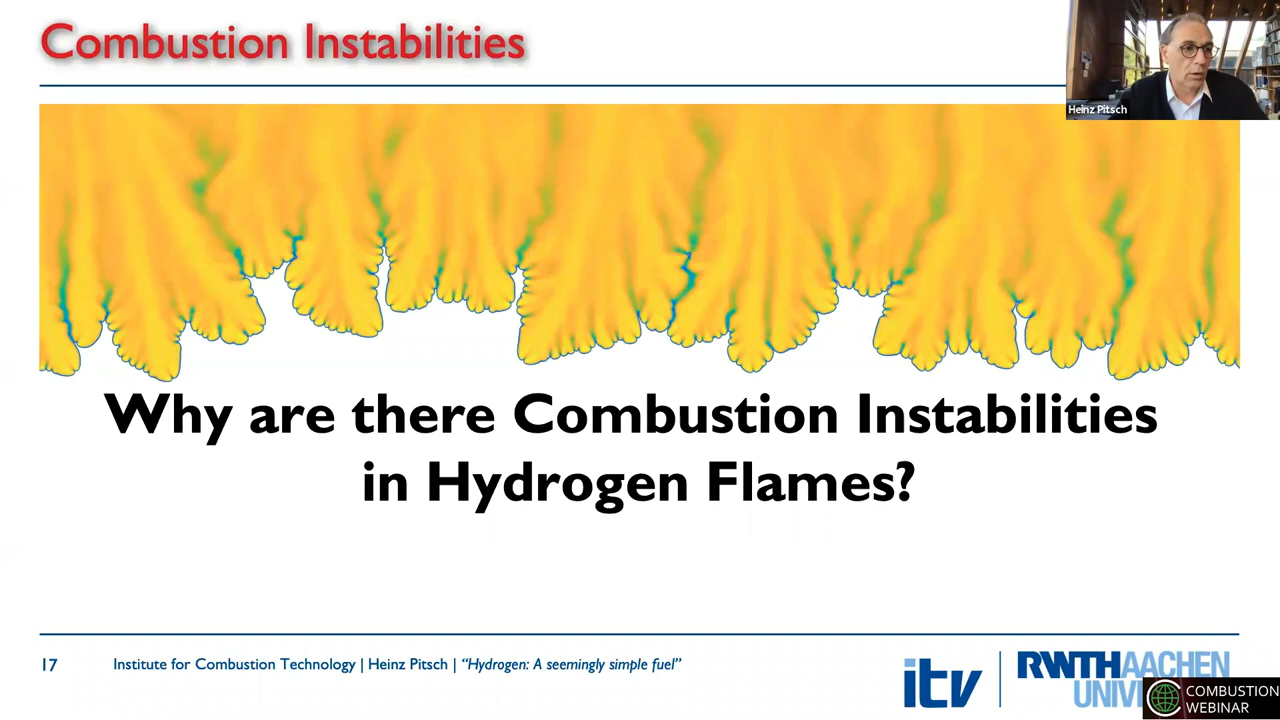 Combustion Instabilities
Heinz Pitsch
Why are there Combustion Instabilities
in Hydrogen Flames?
17
Institute for Combustion Technology | Heinz Pitsch | “Hydrogen: A seemingly simple fuel”
itv
RWTHAACHEN
UNIVE
COMBUSTION
WEBINAR